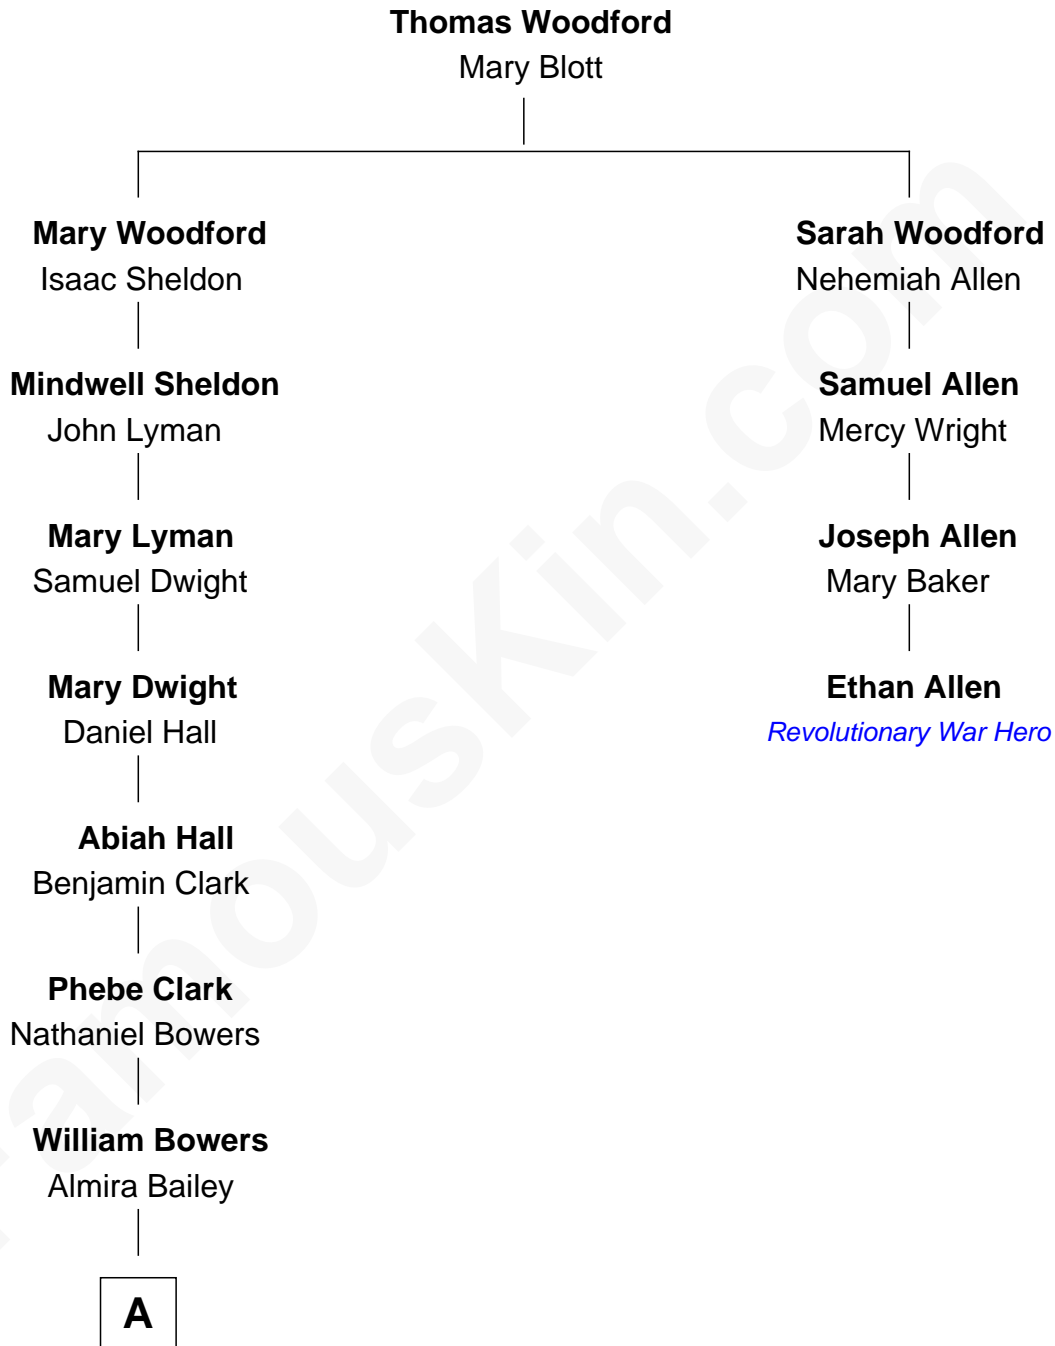 Thomas Woodford
Mary Blott
Mary Woodford
Isaac Sheldon
Sarah Woodford
Nehemiah Allen
Mindwell Sheldon
John Lyman
Samuel Allen
Mercy Wright
Mary Lyman
Samuel Dwight
Joseph Allen
Mary Baker
Mary Dwight
Daniel Hall
Ethan Allen
Revolutionary War Hero
Abiah Hall
Benjamin Clark
Phebe Clark
Nathaniel Bowers
William Bowers
Almira Bailey
A
FamousKin.com